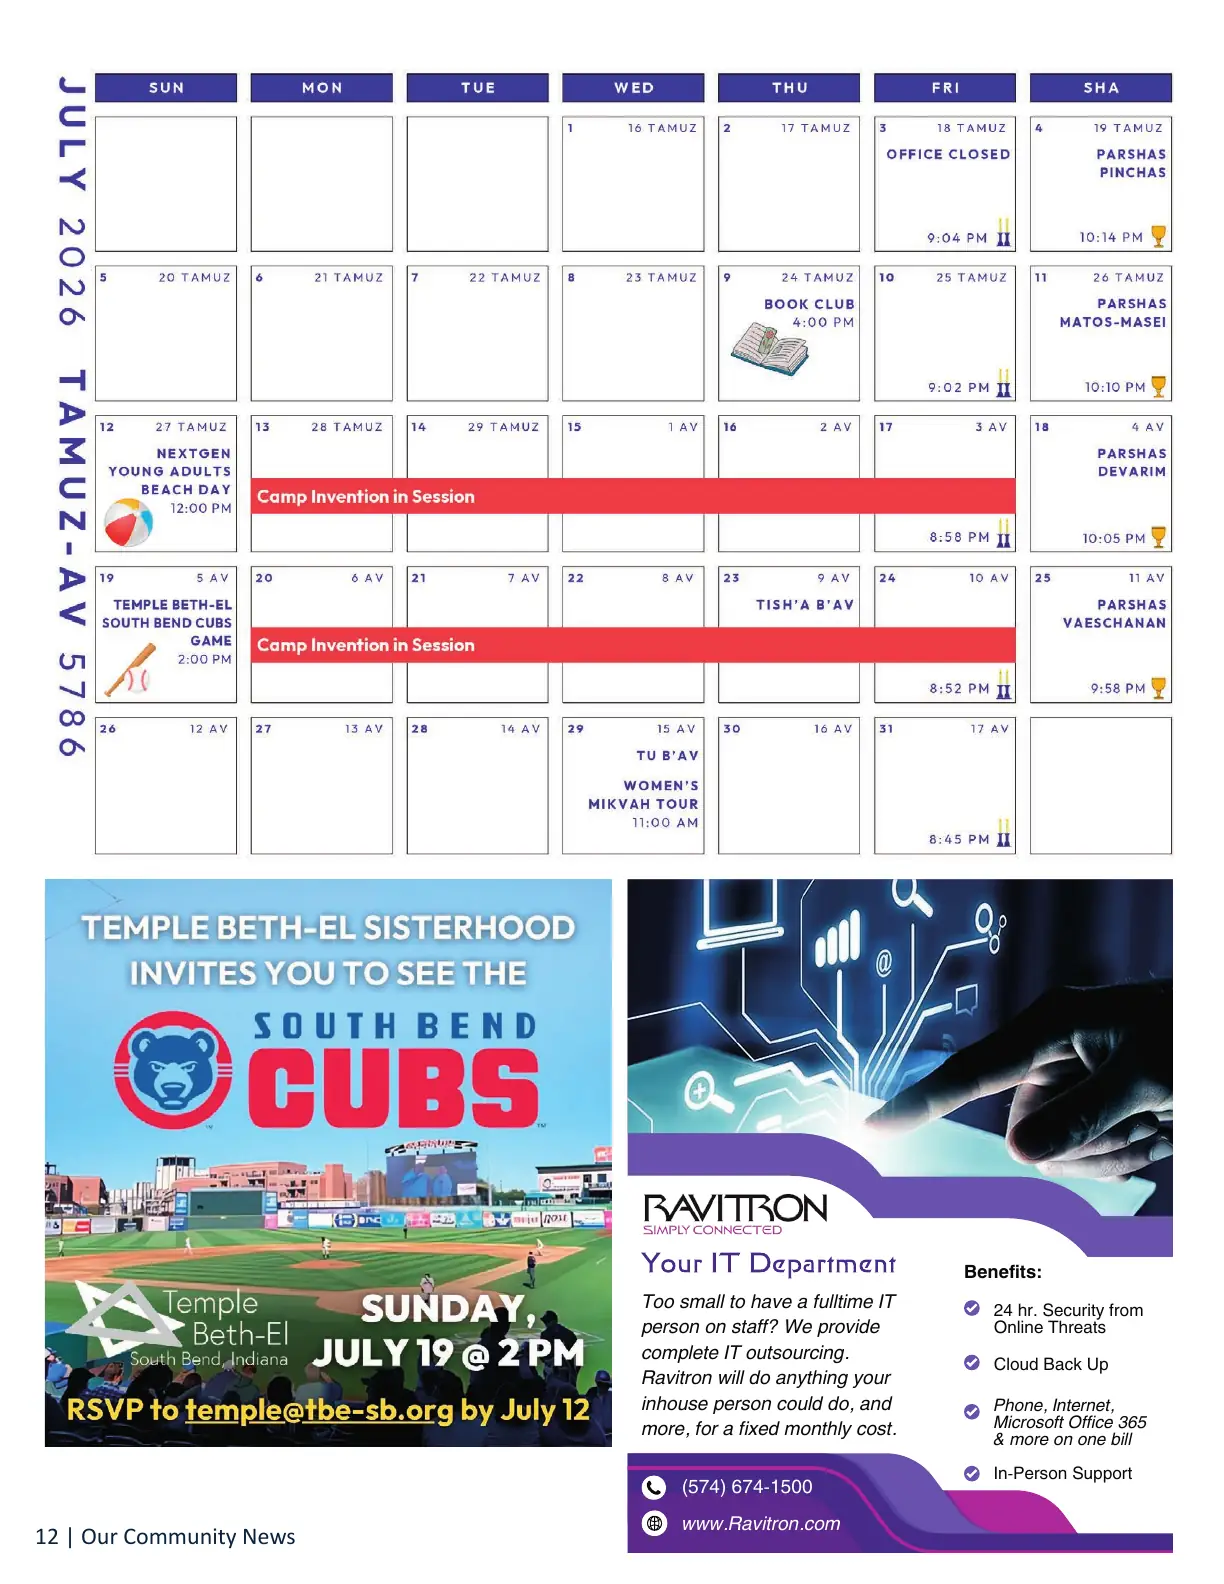 JULY 2026 TAMUZ-AV 5786
SUN MON TUE WED THU FRI SHA
1 16 TAMUZ
2 17 TAMUZ
3 18 TAMUZ
OFFICE CLOSED
9:04 PM
4 19 TAMUZ
PARSHAS
PINCHAS
10:14 PM
5 20 TAMUZ
6 21 TAMUZ
7 22 TAMUZ
8 23 TAMUZ
9 24 TAMUZ
BOOK CLUB
4:00 PM
10 25 TAMUZ
9:02 PM
11 26 TAMUZ
PARSHAS
MATOS-MASEI
10:10 PM
12 27 TAMUZ
NEXTGEN
YOUNG ADULTS
BEACH DAY
12:00 PM
13 28 TAMUZ
14 29 TAMUZ
15 1 AV
16 2 AV
17 3 AV
Camp Invention in Session
8:58 PM
18 4 AV
PARSHAS
DEVARIM
10:05 PM
19 5 AV
TEMPLE BETH-EL
SOUTH BEND CUBS
GAME
2:00 PM
20 6 AV
21 7 AV
22 8 AV
23 9 AV
TISH'A B'AV
24 10 AV
Camp Invention in Session
8:52 PM
25 11 AV
PARSHAS
VAESCHANAN
9:58 PM
26 12 AV
27 13 AV
28 14 AV
29 15 AV
TU B'AV
WOMEN'S
MIKVAH TOUR
11:00 AM
30 16 AV
31 17 AV
8:45 PM
TEMPLE BETH-EL SISTERHOOD
INVITES YOU TO SEE THE
SOUTH BEND
CUBS
Temple
Beth-El
South Bend, Indiana
SUNDAY,
JULY 19 @ 2 PM
RSVP to temple@tbe-sb.org by July 12
@
RAVITRON
SIMPLY CONNECTED
Your IT Department
Too small to have a fulltime IT
person on staff? We provide
complete IT outsourcing.
Ravitron will do anything your
inhouse person could do, and
more, for a fixed monthly cost.
Benefits:
24 hr. Security from
Online Threats
Cloud Back Up
Phone, Internet,
Microsoft Office 365
& more on one bill
In-Person Support
(574) 674-1500
www.Ravitron.com
12 | Our Community News